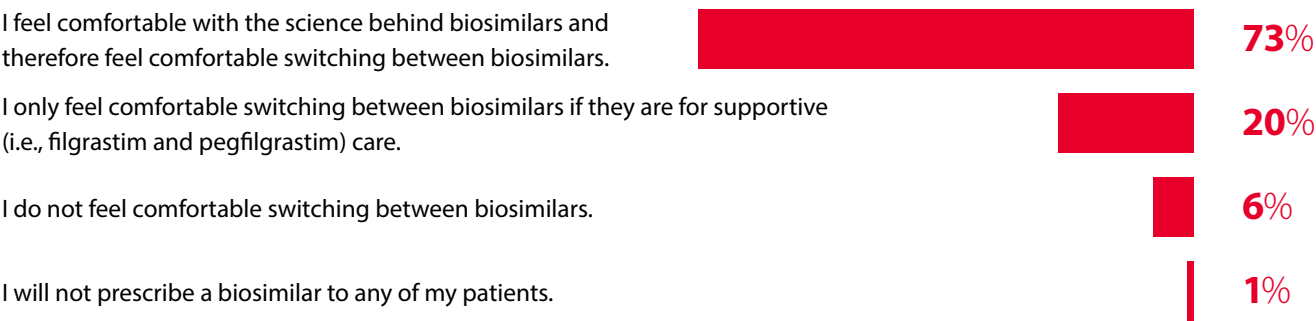 I feel comfortable with the science behind biosimilars and
therefore feel comfortable switching between biosimilars.
73%
I only feel comfortable switching between biosimilars if they are for supportive
(i.e., filgrastim and pegfilgrastim) care.
20%
I do not feel comfortable switching between biosimilars.
6%
I will not prescribe a biosimilar to any of my patients.
1%